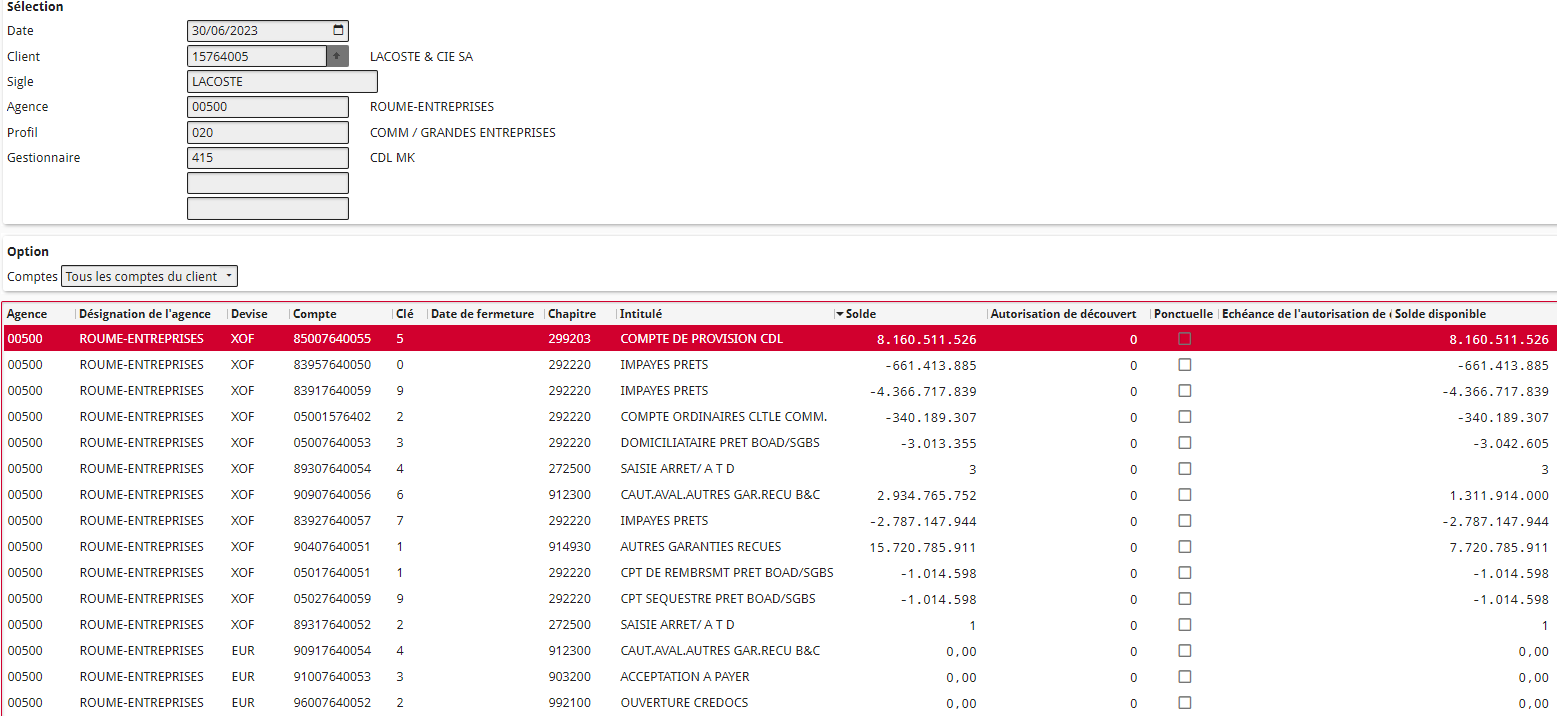 Sélection
Date 30/06/2023
Client 15764005 LACOSTE & CIE SA
Sigle LACOSTE
Agence 00500 ROUME-ENTREPRISES
Profil 020 COMM / GRANDES ENTREPRISES
Gestionnaire 415 CDL MK
Option
Comptes Tous les comptes du client
Agence Désignation de l'agence Devise Compte Clé Date de fermeture Chapitre Intitulé Solde Autorisation de découvert Ponctuelle Echéance de l'autorisation de Solde disponible
00500 ROUME-ENTREPRISES XOF 85007640055 5 299203 COMPTE DE PROVISION CDL 8.160.511.526 0 8.160.511.526
00500 ROUME-ENTREPRISES XOF 83957640050 0 292220 IMPAYES PRETS -661.413.885 0 -661.413.885
00500 ROUME-ENTREPRISES XOF 83917640059 9 292220 IMPAYES PRETS -4.366.717.839 0 -4.366.717.839
00500 ROUME-ENTREPRISES XOF 05001576402 2 292220 COMPTE ORDINAIRES CLTLE COMM. -340.189.307 0 -340.189.307
00500 ROUME-ENTREPRISES XOF 05007640053 3 292220 DOMICILIATAIRE PRET BOAD/SGBS -3.013.355 0 -3.042.605
00500 ROUME-ENTREPRISES XOF 89307640054 4 272500 SAISIE ARRET/ A T D 3 0 3
00500 ROUME-ENTREPRISES XOF 90907640056 6 912300 CAUT.AVAL.AUTRES GAR.RECU B&C 2.934.765.752 0 1.311.914.000
00500 ROUME-ENTREPRISES XOF 83927640057 7 292220 IMPAYES PRETS -2.787.147.944 0 -2.787.147.944
00500 ROUME-ENTREPRISES XOF 90407640051 1 914930 AUTRES GARANTIES RECUES 15.720.785.911 0 7.720.785.911
00500 ROUME-ENTREPRISES XOF 05017640051 1 292220 CPT DE REMBRSMT PRET BOAD/SGBS -1.014.598 0 -1.014.598
00500 ROUME-ENTREPRISES XOF 05027640059 9 292220 CPT SEQUESTRE PRET BOAD/SGBS -1.014.598 0 -1.014.598
00500 ROUME-ENTREPRISES XOF 89317640052 2 272500 SAISIE ARRET/ A T D 1 0 1
00500 ROUME-ENTREPRISES EUR 90917640054 4 912300 CAUT.AVAL.AUTRES GAR.RECU B&C 0,00 0 0,00
00500 ROUME-ENTREPRISES EUR 91007640053 3 903200 ACCEPTATION A PAYER 0,00 0 0,00
00500 ROUME-ENTREPRISES EUR 96007640052 2 992100 OUVERTURE CREDOCS 0,00 0 0,00